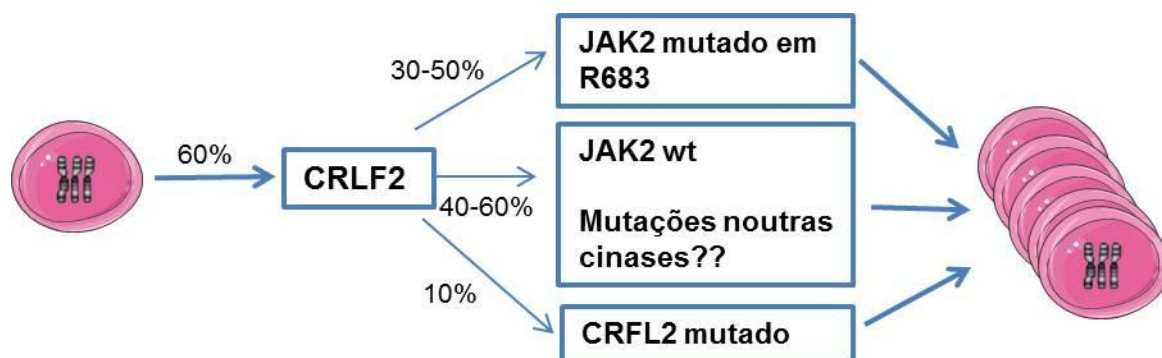 60%
CRLF2
30-50%
40-60%
10%
JAK2 mutado em
R683
JAK2 wt
Mutações noutras
cinases??
CRFL2 mutado